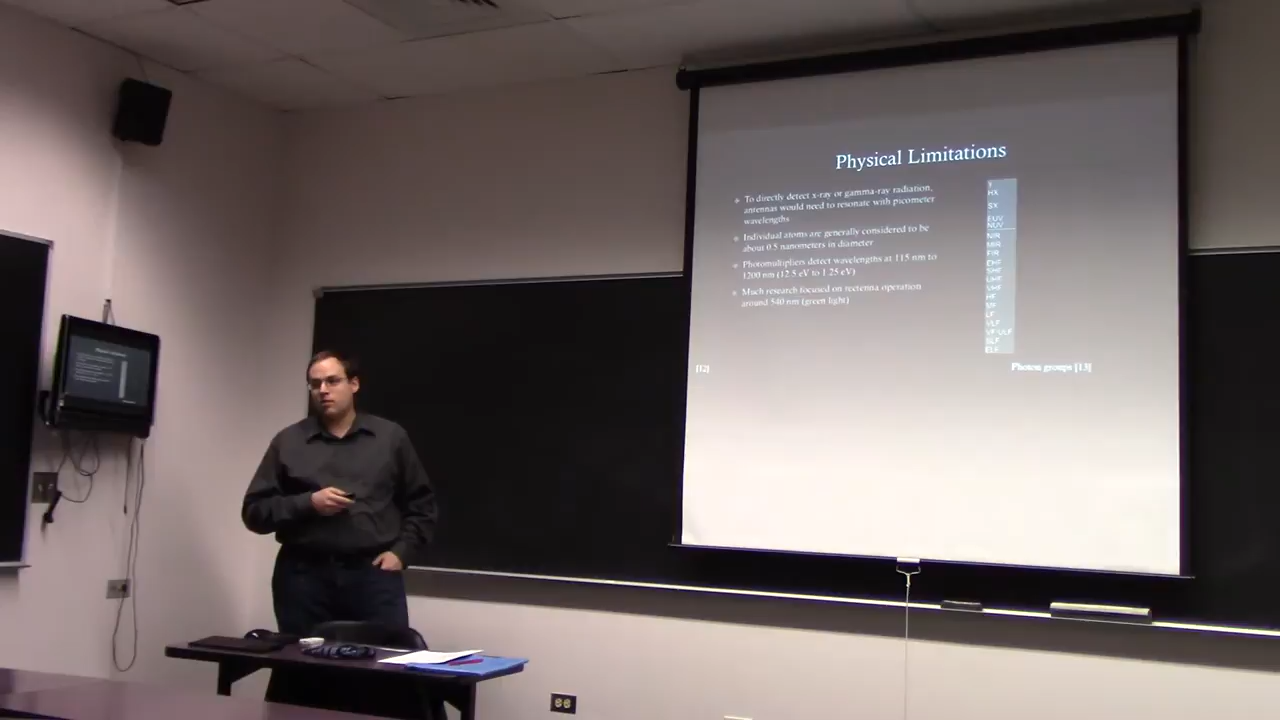 Physical Limitations
To directly detect x-ray or gamma-ray radiation,
antennas would need to resonate with picometer
wavelengths
Individual atoms are generally considered to be
about 0.5 nanometers in diameter
Photomultipliers detect wavelengths at 115 nm to
1200 nm (12.5 eV to 1.25 eV)
Much research focused on rectenna operation
around 540 nm (green light)
[12]
γ
HX
SX
EUV
NUV
NIR
MIR
FIR
EHF
SHF
UHF
VHF
HF
MF
LF
VLF
VF/ULF
SLF
ELF
Photon groups [13]